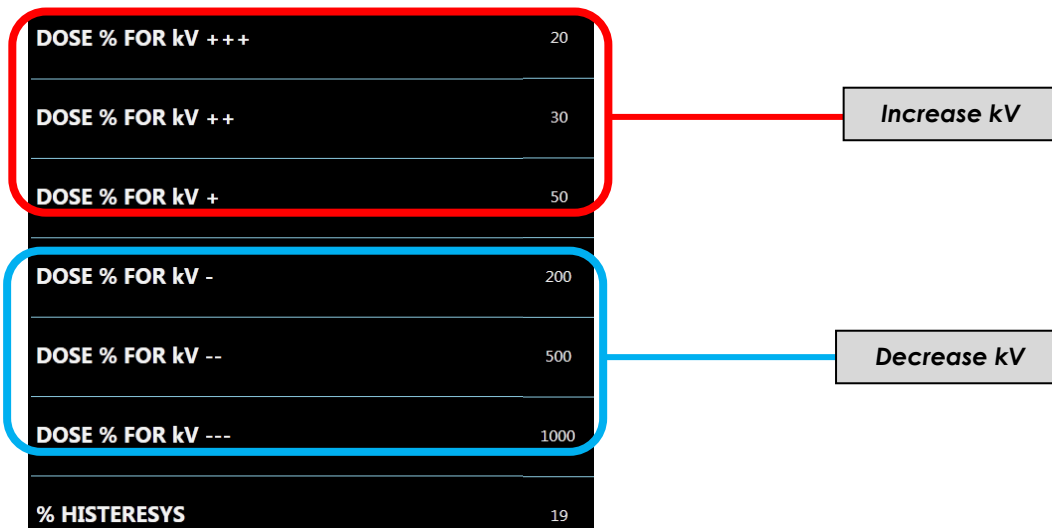 DOSE % FOR kV +++ 20
DOSE % FOR kV ++ 30
Increase kV
DOSE % FOR kV + 50
DOSE % FOR kV - 200
DOSE % FOR kV -- 500
Decrease kV
DOSE % FOR kV --- 1000
% HISTERESYS 19